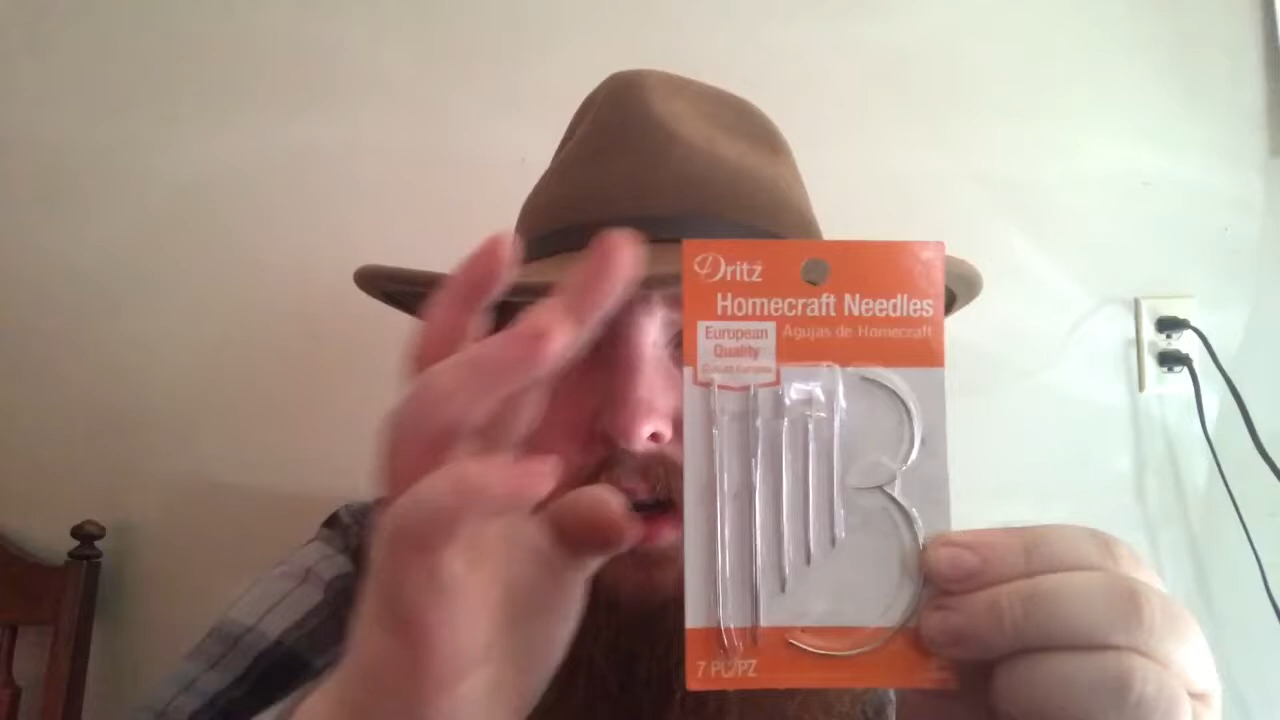 Dritz
Homecraft Needles
Agujas de Homecraft
European
Quality
7 PC/PZ